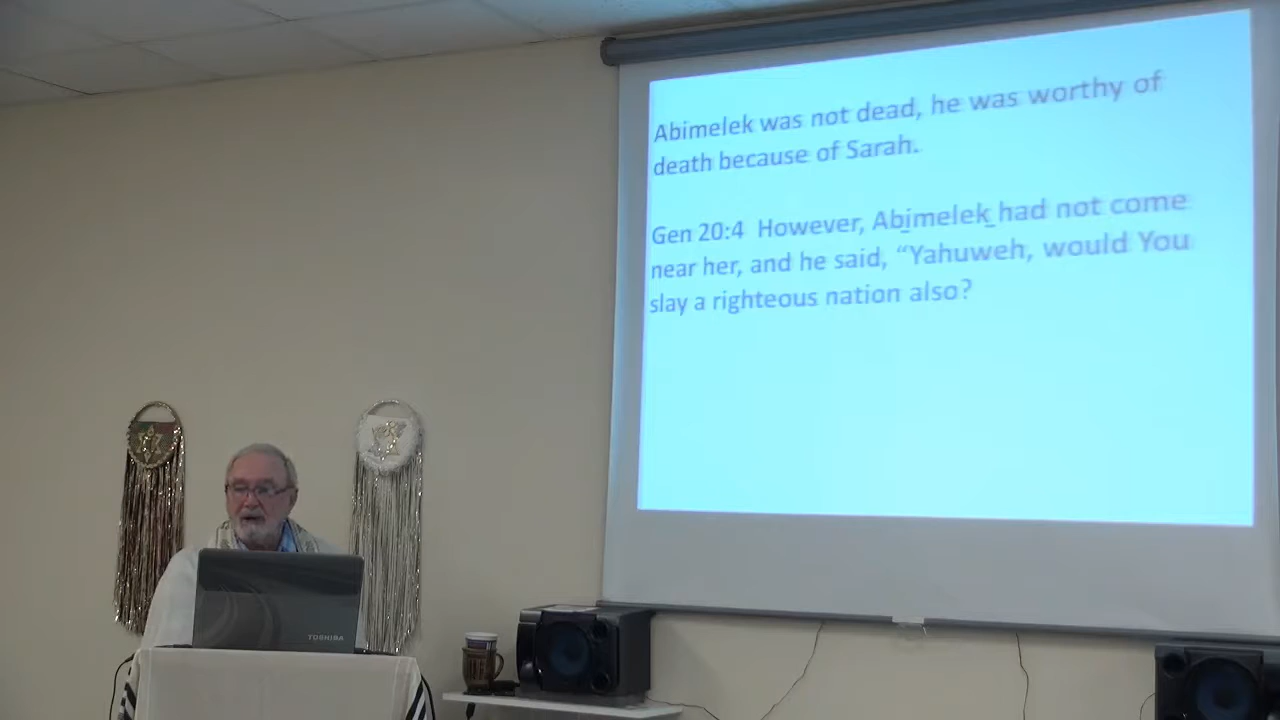 Abimelek was not dead, he was worthy of
death because of Sarah.
Gen 20:4 However, Abimelek had not come
near her, and he said, “Yahuweh, would You
slay a righteous nation also?
TOSHIBA